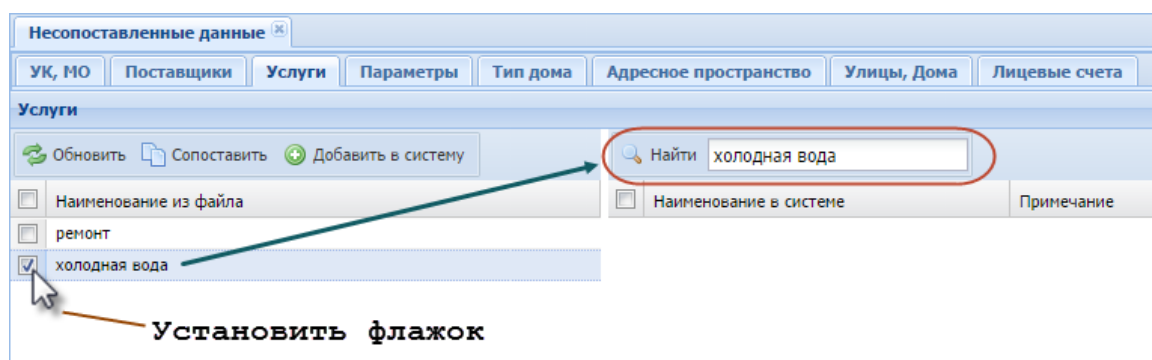 Несопоставленные данные
УК, МО Поставщики Услуги Параметры Тип дома Адресное пространство Улицы, Дома Лицевые счета
Услуги
Обновить Сопоставить Добавить в систему Найти холодная вода
Наименование из файла Наименование в системе Примечание
ремонт
холодная вода
Установить флажок